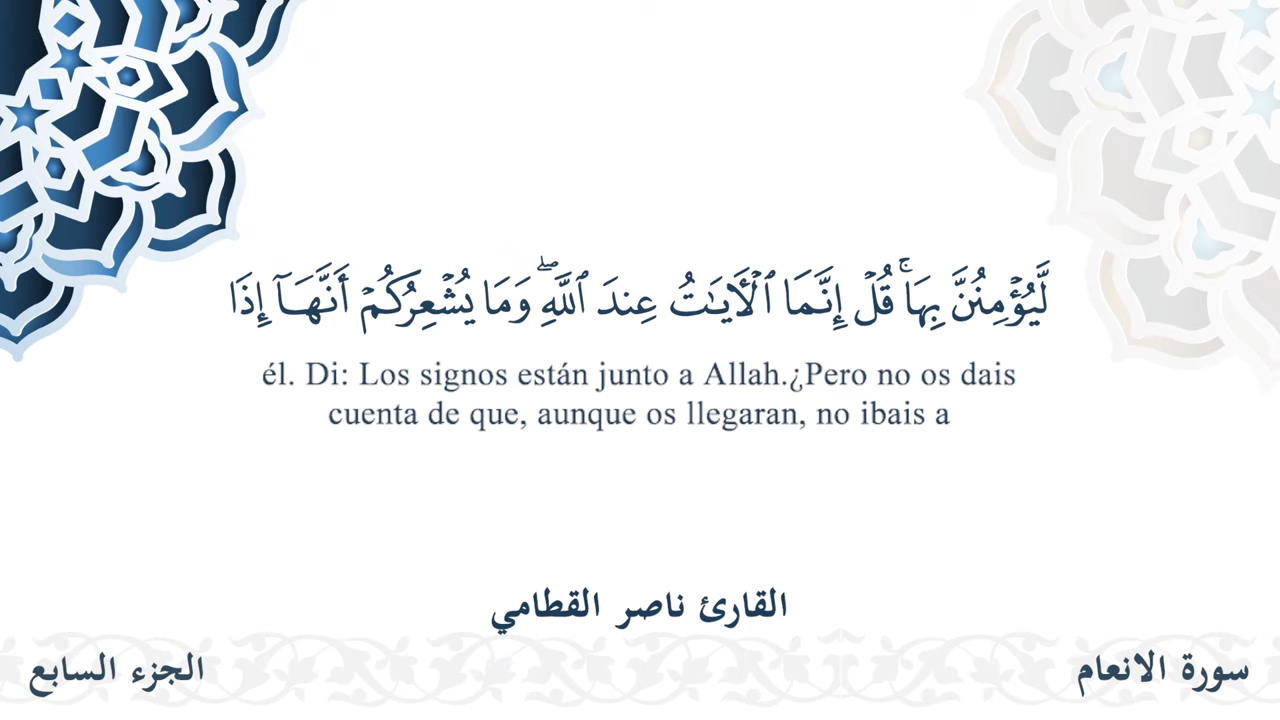 لَّيُؤْمِنُنَّ بِهَاۚ قُلْ إِنَّمَا ٱلْأٓيَٰتُ عِندَ ٱللَّهِۖ وَمَا يُشْعِرُكُمْ أَنَّهَآ إِذَا
él. Di: Los signos están junto a Allah.¿Pero no os dais
cuenta de que, aunque os llegaran, no ibais a
القارئ ناصر القطامي
سورة الانعام
الجزء السابع